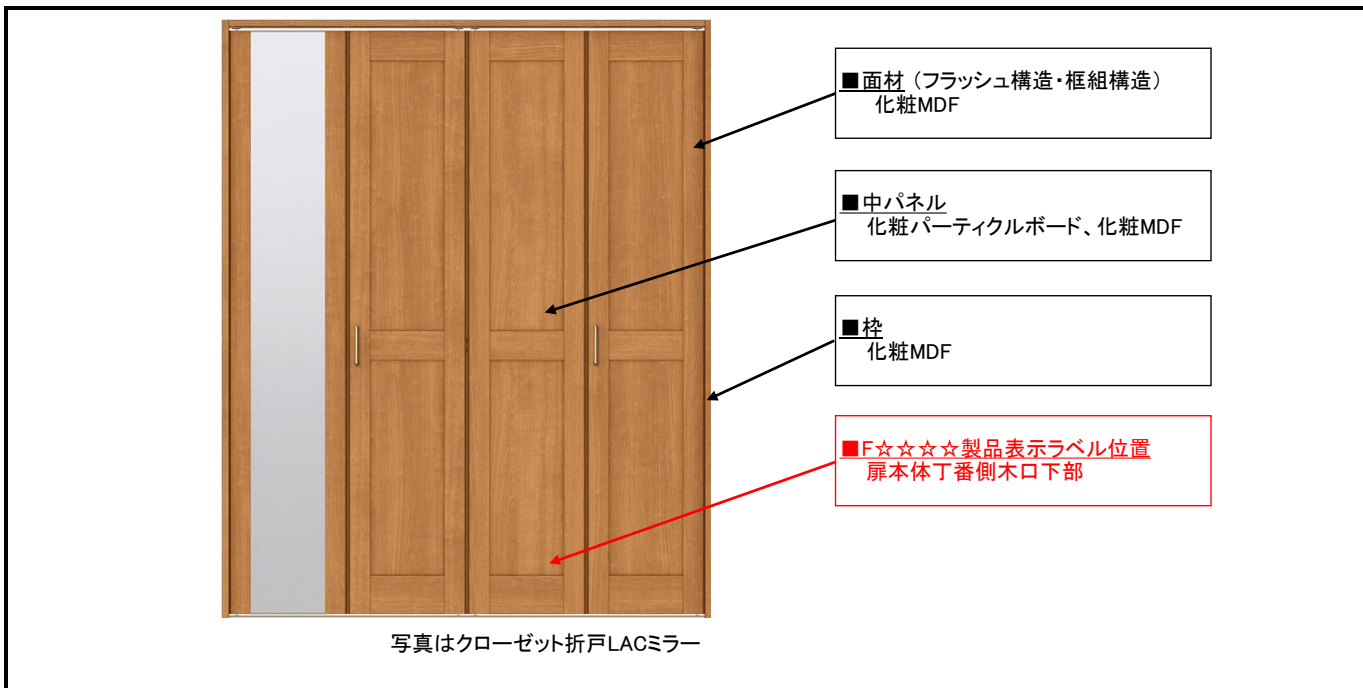 ■面材（フラッシュ構造・框組構造）
化粧MDF
■中パネル
化粧パーティクルボード、化粧MDF
■枠
化粧MDF
■F☆☆☆☆製品表示ラベル位置
扉本体丁番側木口下部
写真はクローゼット折戸LACミラー